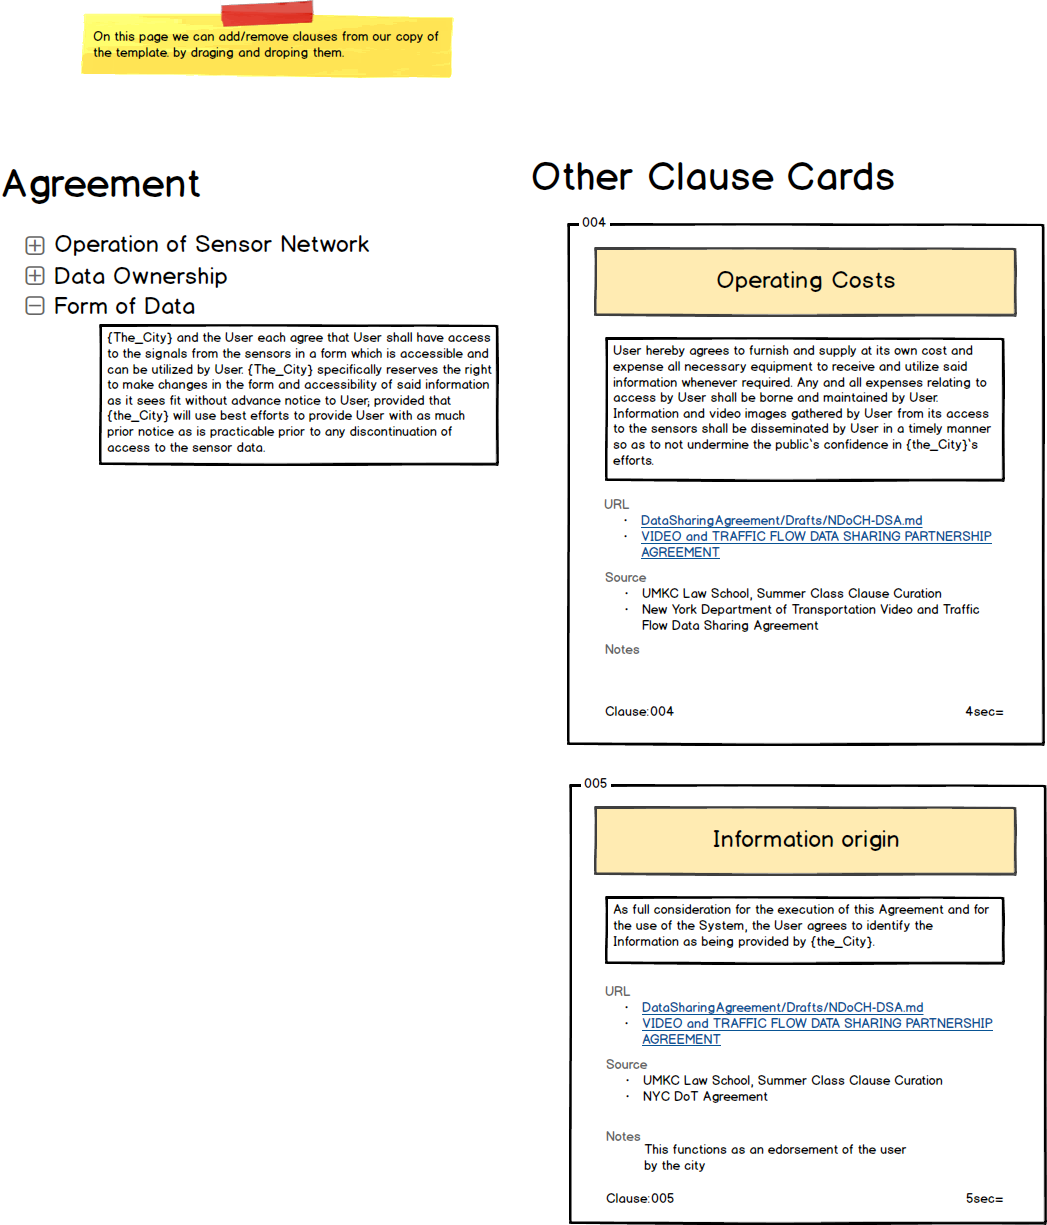 On this page we can add/remove clauses from our copy of
the template. by draging and droping them.
Agreement
Operation of Sensor Network
Data Ownership
Form of Data
{The_City} and the User each agree that User shall have access
to the signals from the sensors in a form which is accessible and
can be utilized by User. {The_City} specifically reserves the right
to make changes in the form and accessibility of said information
as it sees fit without advance notice to User; provided that
{the_City} will use best efforts to provide User with as much
prior notice as is practicable prior to any discontinuation of
access to the sensor data.
Other Clause Cards
004
Operating Costs
User hereby agrees to furnish and supply at its own cost and
expense all necessary equipment to receive and utilize said
information whenever required. Any and all expenses relating to
access by User shall be borne and maintained by User.
Information and video images gathered by User from its access
to the sensors shall be disseminated by User in a timely manner
so as to not undermine the public's confidence in {the_City}'s
efforts.
URL
· DataSharingAgreement/Drafts/NDoCH-DSA.md
· VIDEO and TRAFFIC FLOW DATA SHARING PARTNERSHIP
AGREEMENT
Source
· UMKC Law School, Summer Class Clause Curation
· New York Department of Transportation Video and Traffic
Flow Data Sharing Agreement
Notes
Clause:004 4sec=
005
Information origin
As full consideration for the execution of this Agreement and for
the use of the System, the User agrees to identify the
Information as being provided by {the_City}.
URL
· DataSharingAgreement/Drafts/NDoCH-DSA.md
· VIDEO and TRAFFIC FLOW DATA SHARING PARTNERSHIP
AGREEMENT
Source
· UMKC Law School, Summer Class Clause Curation
· NYC DoT Agreement
Notes
This functions as an edorsement of the user
by the city
Clause:005 5sec=